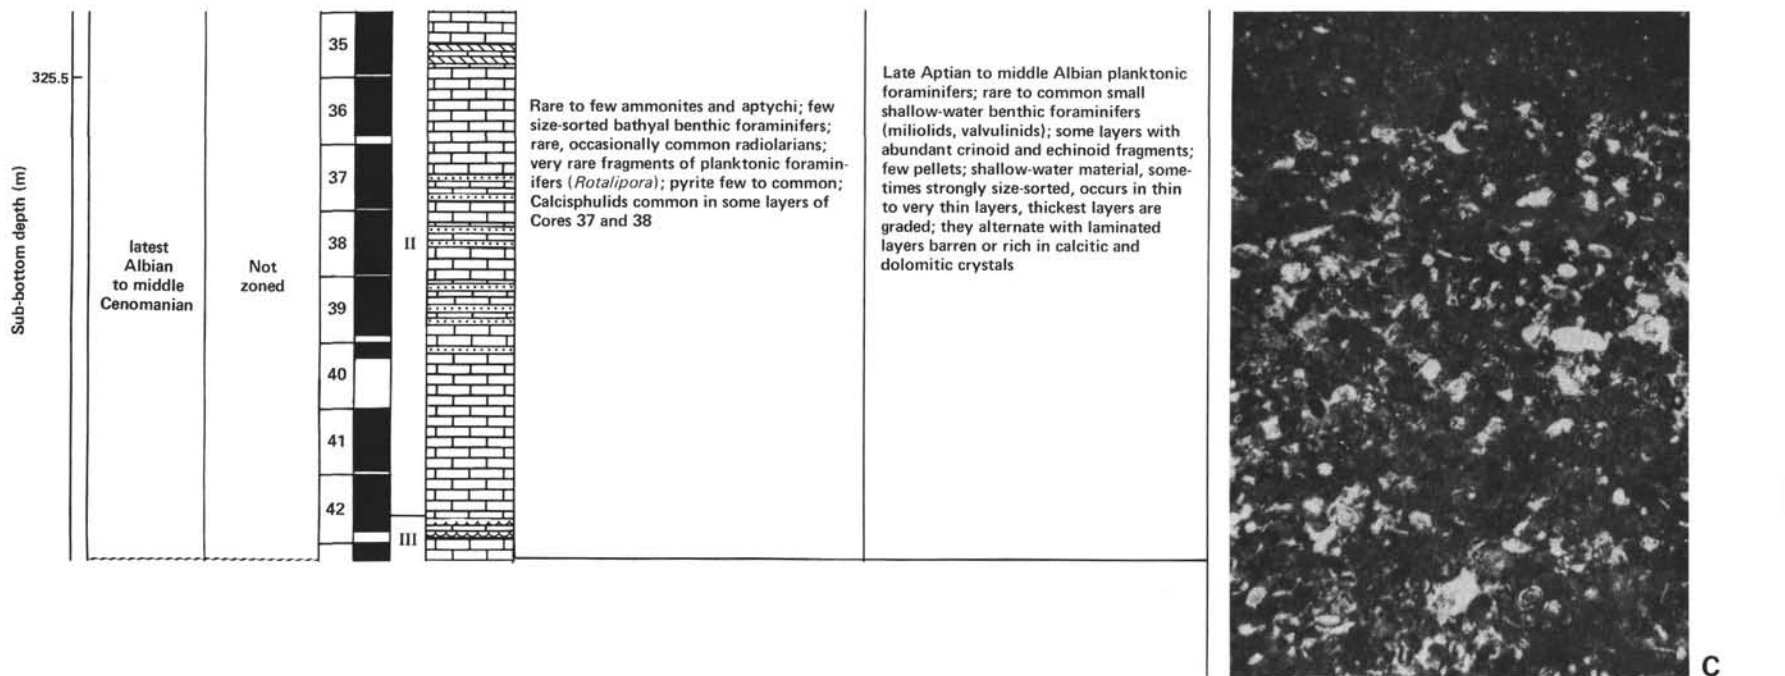 Sub-bottom depth (m)
325.5
latest
Albian
to middle
Cenomanian
Not
zoned
35
36
37
38
39
40
41
42
II
III
Rare to few ammonites and aptychi; few
size-sorted bathyal benthic foraminifers;
rare, occasionally common radiolarians;
very rare fragments of planktonic foramin-
ifers (Rotalipora); pyrite few to common;
Calcisphulids common in some layers of
Cores 37 and 38
Late Aptian to middle Albian planktonic
foraminifers; rare to common small
shallow-water benthic foraminifers
(miliolids, valvulinids); some layers with
abundant crinoid and echinoid fragments;
few pellets; shallow-water material, some-
times strongly size-sorted, occurs in thin
to very thin layers, thickest layers are
graded; they alternate with laminated
layers barren or rich in calcitic and
dolomitic crystals
C